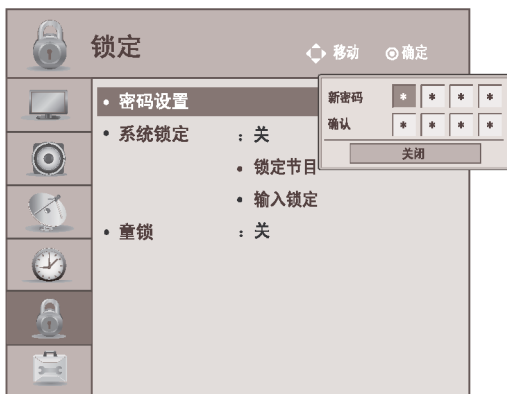 锁定
移动 确定
• 密码设置
新密码 * * * *
确认 * * * *
关闭
• 系统锁定 : 关
• 锁定节目
• 输入锁定
• 童锁 : 关